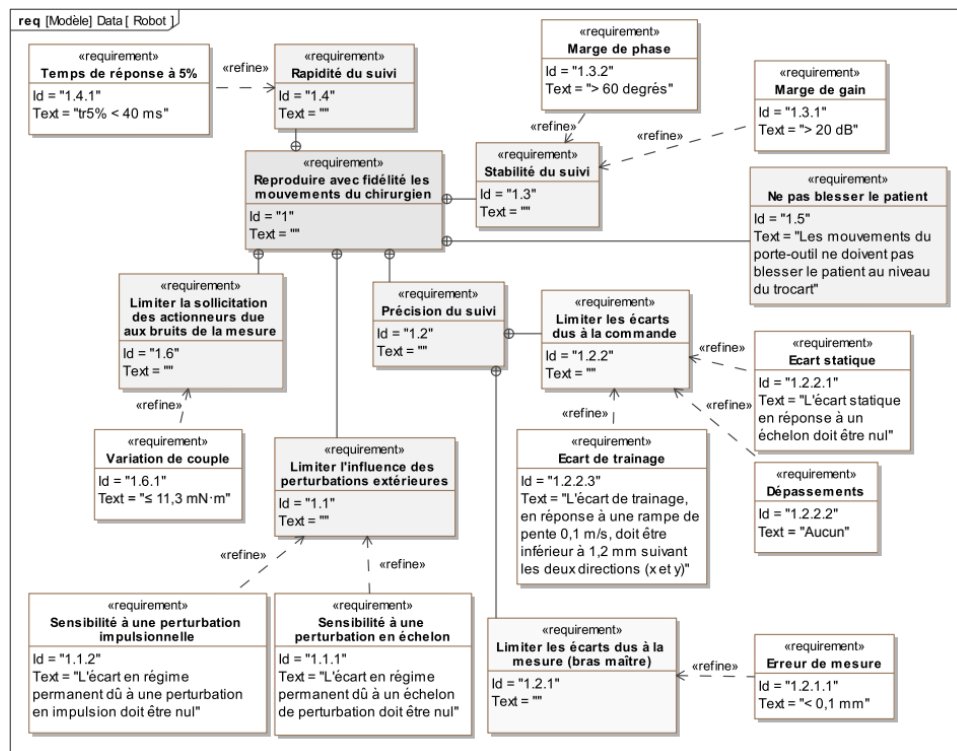 req [Modèle] Data [ Robot ]
«requirement»
Temps de réponse à 5%
Id = "1.4.1"
Text = "tr5% < 40 ms"
«refine»
«requirement»
Rapidité du suivi
Id = "1.4"
Text = ""
«requirement»
Marge de phase
Id = "1.3.2"
Text = "> 60 degrés"
«refine»
«requirement»
Marge de gain
Id = "1.3.1"
Text = "> 20 dB"
«refine»
«requirement»
Reproduire avec fidélité les
mouvements du chirurgien
Id = "1"
Text = ""
«requirement»
Stabilité du suivi
Id = "1.3"
Text = ""
«requirement»
Ne pas blesser le patient
Id = "1.5"
Text = "Les mouvements du
porte-outil ne doivent pas
blesser le patient au niveau
du trocart"
«requirement»
Limiter la sollicitation
des actionneurs due
aux bruits de la mesure
Id = "1.6"
Text = ""
«requirement»
Précision du suivi
Id = "1.2"
Text = ""
«requirement»
Limiter les écarts
dus à la commande
Id = "1.2.2"
Text = ""
«refine»
«requirement»
Ecart statique
Id = "1.2.2.1"
Text = "L'écart statique
en réponse à un
échelon doit être nul"
«refine»
«refine»
«refine»
«requirement»
Variation de couple
Id = "1.6.1"
Text = "≤ 11,3 mN·m"
«requirement»
Limiter l'influence des
perturbations extérieures
Id = "1.1"
Text = ""
«requirement»
Ecart de trainage
Id = "1.2.2.3"
Text = "L'écart de trainage,
en réponse à une rampe de
pente 0,1 m/s, doit être
inférieur à 1,2 mm suivant
les deux directions (x et y)"
«requirement»
Dépassements
Id = "1.2.2.2"
Text = "Aucun"
«refine»
«refine»
«requirement»
Sensibilité à une perturbation
impulsionnelle
Id = "1.1.2"
Text = "L'écart en régime
permanent dû à une perturbation
en impulsion doit être nul"
«requirement»
Sensibilité à une
perturbation en échelon
Id = "1.1.1"
Text = "L'écart en régime
permanent dû à un échelon
de perturbation doit être nul"
«requirement»
Limiter les écarts dus à la
mesure (bras maître)
Id = "1.2.1"
Text = ""
«refine»
«requirement»
Erreur de mesure
Id = "1.2.1.1"
Text = "< 0,1 mm"